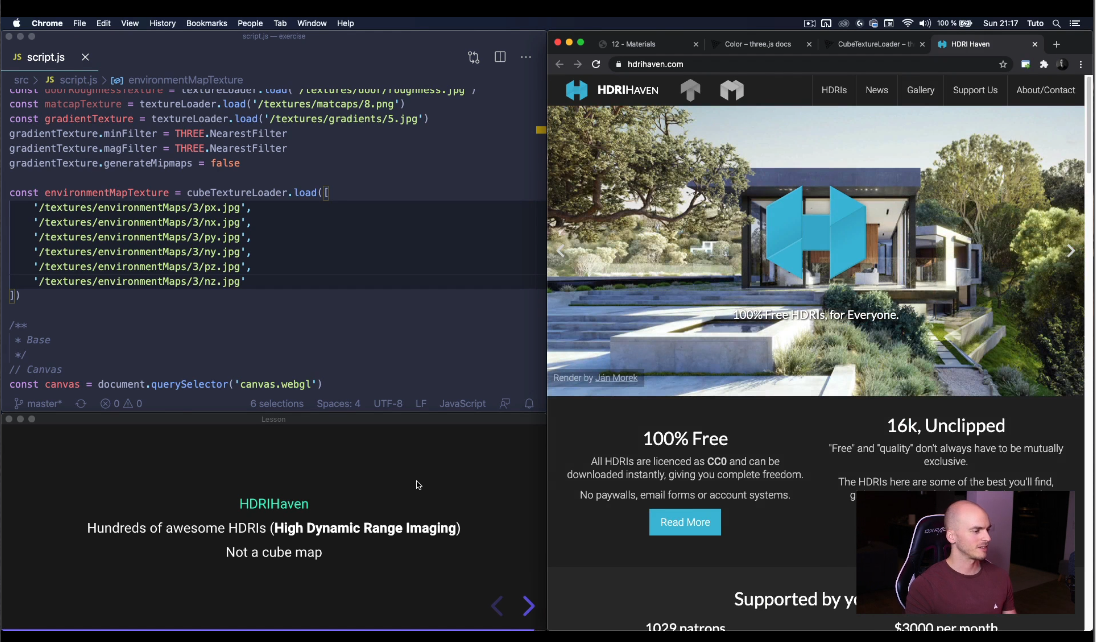 Chrome File Edit View History Bookmarks People Tab Window Help
100 % Sun 21:17 Tuto
script.js — exercise
JS script.js
src > JS script.js > environmentMapTexture
const doorRoughnessTexture = textureLoader.load('/textures/door/roughness.jpg')
const matcapTexture = textureLoader.load('/textures/matcaps/8.png')
const gradientTexture = textureLoader.load('/textures/gradients/5.jpg')
gradientTexture.minFilter = THREE.NearestFilter
gradientTexture.magFilter = THREE.NearestFilter
gradientTexture.generateMipmaps = false
const environmentMapTexture = cubeTextureLoader.load([
'/textures/environmentMaps/3/px.jpg',
'/textures/environmentMaps/3/nx.jpg',
'/textures/environmentMaps/3/py.jpg',
'/textures/environmentMaps/3/ny.jpg',
'/textures/environmentMaps/3/pz.jpg',
'/textures/environmentMaps/3/nz.jpg'
])
/**
* Base
*/
// Canvas
const canvas = document.querySelector('canvas.webgl')
master* 0 0 6 selections Spaces: 4 UTF-8 LF JavaScript
Lesson
HDRIHaven
Hundreds of awesome HDRIs (High Dynamic Range Imaging)
Not a cube map
12 - Materials
Color – three.js docs
CubeTextureLoader – th
HDRI Haven
hdrihaven.com
HDRIHAVEN
HDRIs News Gallery Support Us About/Contact
100% Free HDRIs, for Everyone.
Render by Ján Morek
100% Free
All HDRIs are licenced as CC0 and can be
downloaded instantly, giving you complete freedom.
No paywalls, email forms or account systems.
Read More
16k, Unclipped
"Free" and "quality" don't always have to be mutually
exclusive.
The HDRIs here are some of the best you'll find,
Supported by yo
1029 patrons
$3000 per month